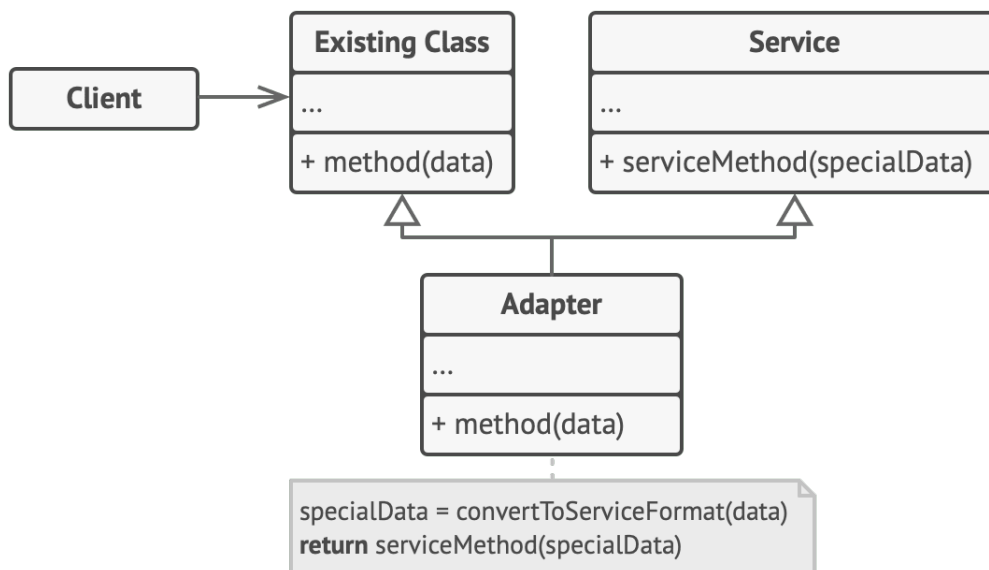 Client
Existing Class
...
+ method(data)
Service
...
+ serviceMethod(specialData)
Adapter
...
+ method(data)
specialData = convertToServiceFormat(data)
return serviceMethod(specialData)